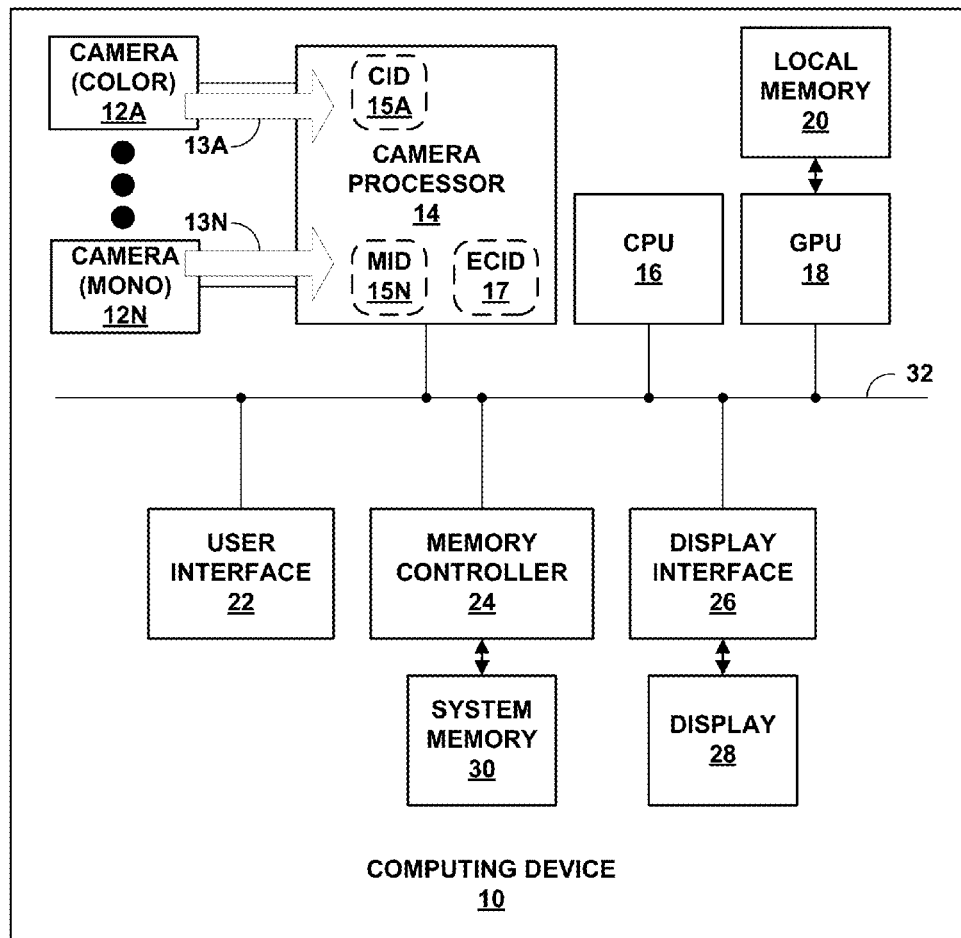 CAMERA
(COLOR)
12A
13A
CID
15A
CAMERA
PROCESSOR
14
LOCAL
MEMORY
20
13N
CAMERA
(MONO)
12N
MID
15N
ECID
17
CPU
16
GPU
18
32
USER
INTERFACE
22
MEMORY
CONTROLLER
24
DISPLAY
INTERFACE
26
SYSTEM
MEMORY
30
DISPLAY
28
COMPUTING DEVICE
10